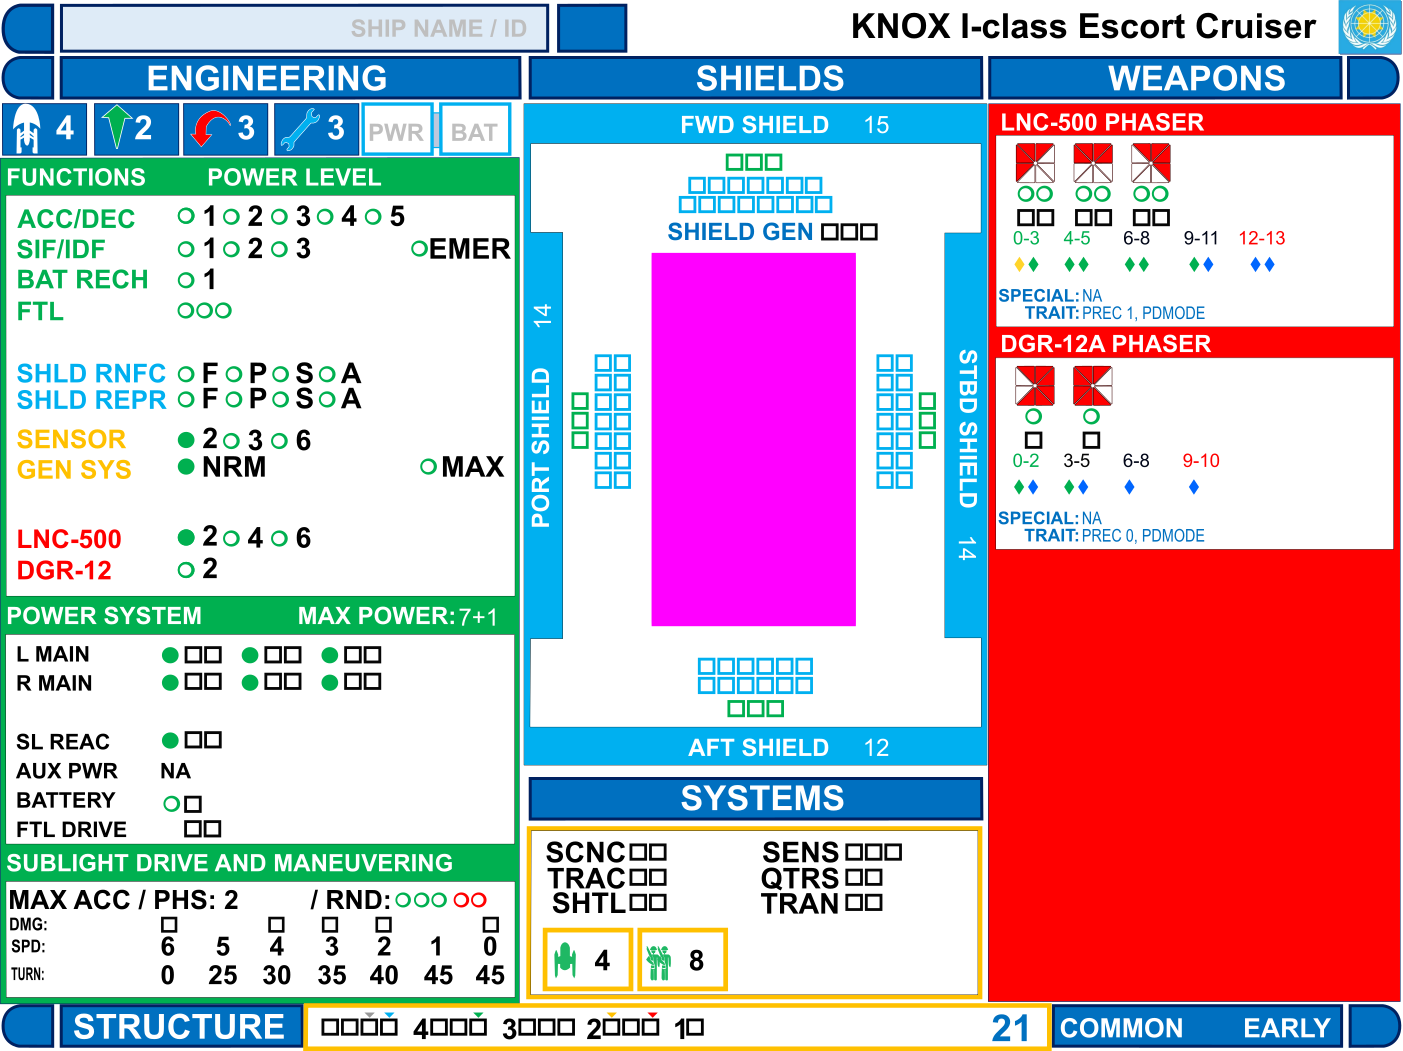 SHIP NAME / ID
KNOX I-class Escort Cruiser
ENGINEERING
4 2 3 3 PWR BAT
FUNCTIONS POWER LEVEL
ACC/DEC 1 2 3 4 5
SIF/IDF 1 2 3 EMER
BAT RECH 1
FTL
SHLD RNFC F P S A
SHLD REPR F P S A
SENSOR 2 3 6
GEN SYS NRM MAX
LNC-500 2 4 6
DGR-12 2
POWER SYSTEM MAX POWER: 7+1
L MAIN
R MAIN
SL REAC
AUX PWR NA
BATTERY
FTL DRIVE
SUBLIGHT DRIVE AND MANEUVERING
MAX ACC / PHS: 2 / RND:
DMG:
SPD: 6 5 4 3 2 1 0
TURN: 0 25 30 35 40 45 45
SHIELDS
FWD SHIELD 15
SHIELD GEN
PORT SHIELD 14
STBD SHIELD 14
AFT SHIELD 12
SYSTEMS
SCNC SENS
TRAC QTRS
SHTL TRAN
4 8
WEAPONS
LNC-500 PHASER
0-3 4-5 6-8 9-11 12-13
SPECIAL: NA
TRAIT: PREC 1, PDMODE
DGR-12A PHASER
0-2 3-5 6-8 9-10
SPECIAL: NA
TRAIT: PREC 0, PDMODE
STRUCTURE 4 3 2 1 21
COMMON EARLY